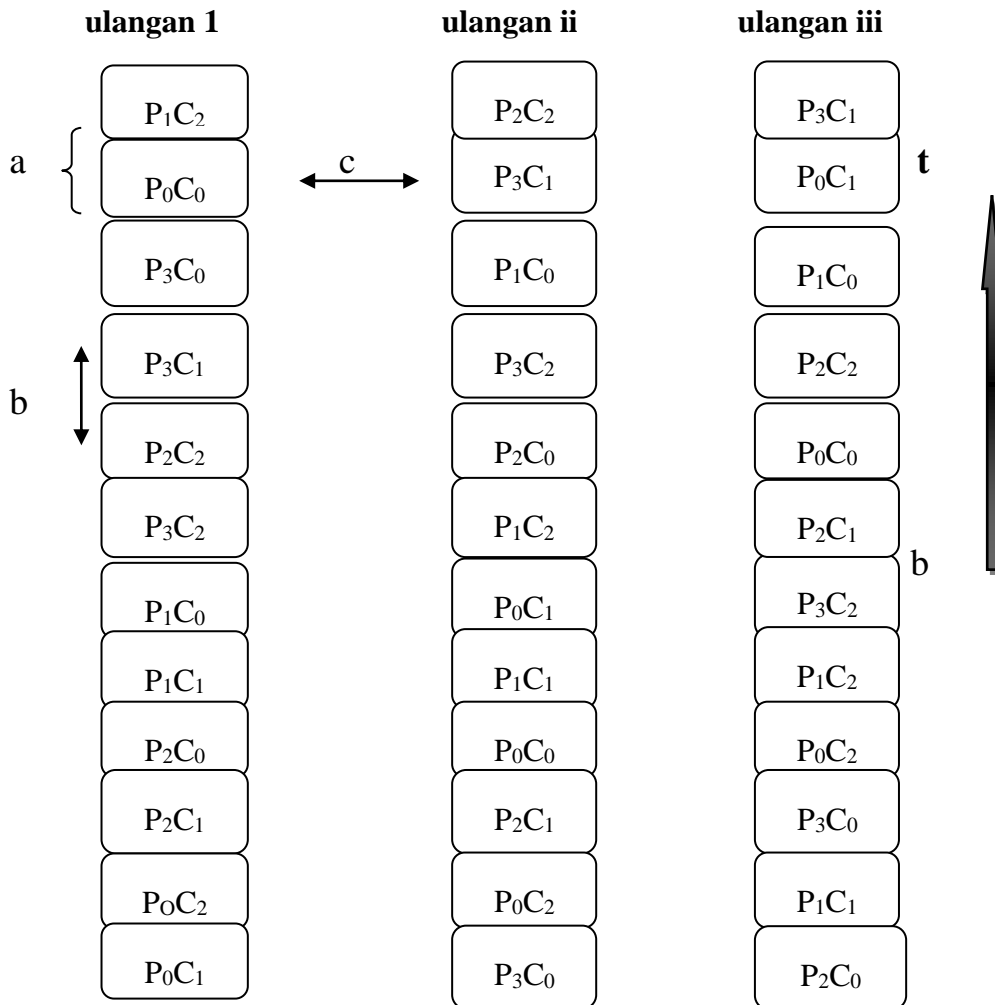 ulangan 1 ulangan ii ulangan iii
P₁C₂ P₂C₂ P₃C₁
a P₀C₀ c P₃C₁ P₀C₁ t
P₃C₀ P₁C₀ P₁C₀
P₃C₁ P₃C₂ P₂C₂
b P₂C₂ P₂C₀ P₀C₀
P₃C₂ P₁C₂ P₂C₁
b
P₁C₀ P₀C₁ P₃C₂
P₁C₁ P₁C₁ P₁C₂
P₂C₀ P₀C₀ P₀C₂
P₂C₁ P₂C₁ P₃C₀
POC₂ P₀C₂ P₁C₁
P₀C₁ P₃C₀ P₂C₀